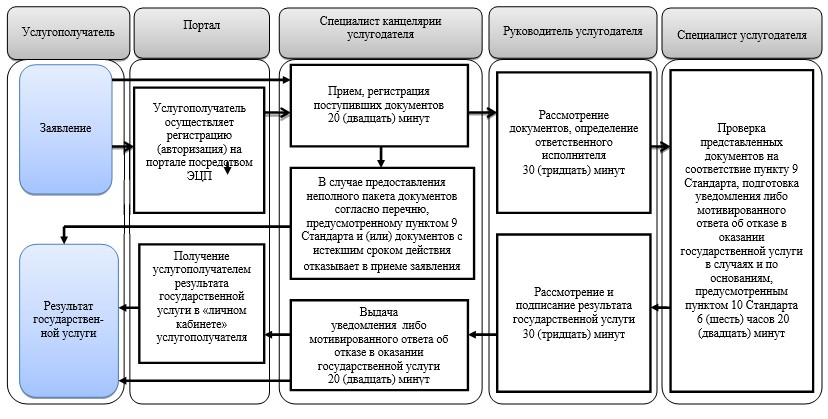 Услугополучатель
Портал
Специалист канцелярии
услугодателя
Руководитель услугодателя
Специалист услугодателя
Заявление
Услугополучатель
осуществляет
регистрацию
(авторизация) на
портале посредством
ЭЦП
Прием, регистрация
поступивших документов
20 (двадцать) минут
Рассмотрение
документов, определение
ответственного
исполнителя
30 (тридцать) минут
Проверка
представленных
документов на
соответствие пункту 9
Стандарта, подготовка
уведомления либо
мотивированного
ответа об отказе в
оказании
государственной услуги
в случаях и по
основаниям,
предусмотренным
пунктом 10 Стандарта
6 (шесть) часов 20
(двадцать) минут
В случае предоставления
неполного пакета документов
согласно перечню,
предусмотренному пунктом 9
Стандарта и (или) документов с
истекшим сроком действия
отказывает в приеме заявления
Результат
государствен-
ной услуги
Получение
услугополучателем
результата
государственной
услуги в «личном
кабинете»
услугополучателя
Выдача
уведомления либо
мотивированного ответа об
отказе в оказании
государственной услуги
20 (двадцать) минут
Рассмотрение и
подписание результата
государственной услуги
30 (тридцать) минут